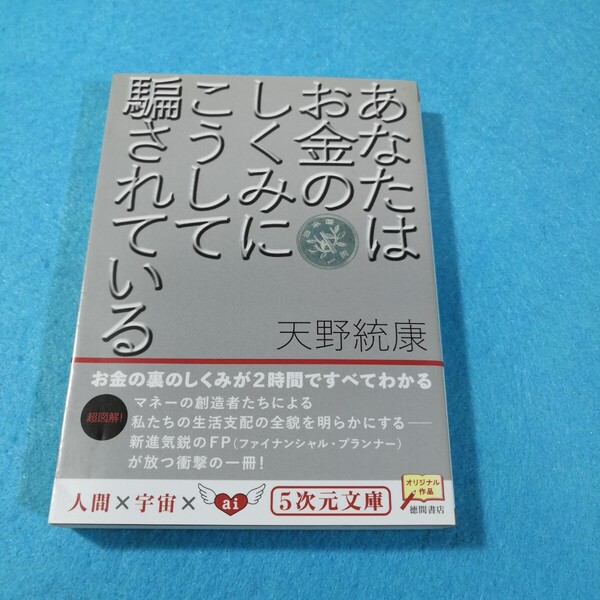 あなたは
お金の
しくみに
こうして
騙されている
天野統康
お金の裏のしくみが2時間ですべてわかる
超図解!
マネーの創造者たちによる
私たちの生活支配の全貌を明らかにする──
新進気鋭のFP(ファイナンシャル・プランナー)
が放つ衝撃の一冊!
人間×宇宙×ai
5次元文庫
オリジナル
作品
徳間書店